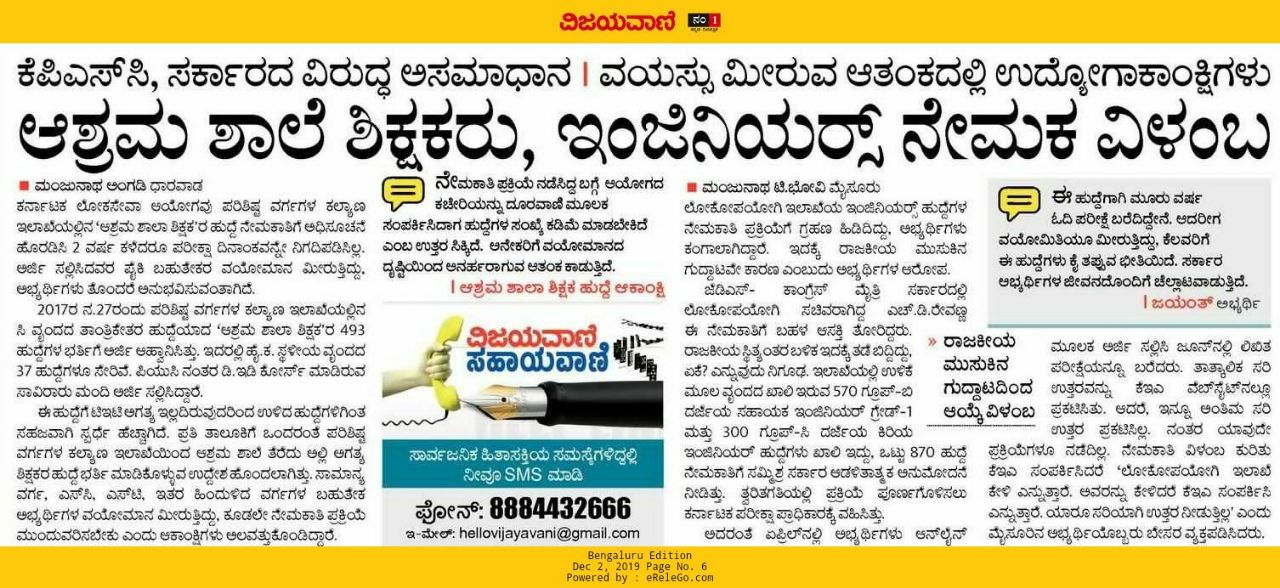 ವಿಜಯವಾಣಿ ನಂ.1
ಕೆಪಿಎಸ್‌ಸಿ, ಸರ್ಕಾರದ ವಿರುದ್ಧ ಅಸಮಾಧಾನ | ವಯಸ್ಸು ಮೀರುವ ಆತಂಕದಲ್ಲಿ ಉದ್ಯೋಗಾಕಾಂಕ್ಷಿಗಳು
ಆಶ್ರಮ ಶಾಲೆ ಶಿಕ್ಷಕರು, ಇಂಜಿನಿಯರ್ಸ್ ನೇಮಕ ವಿಳಂಬ
■ ಮಂಜುನಾಥ ಅಂಗಡಿ ಧಾರವಾಡ
ಕರ್ನಾಟಕ ಲೋಕಸೇವಾ ಆಯೋಗವು ಪರಿಶಿಷ್ಟ ವರ್ಗಗಳ ಕಲ್ಯಾಣ
ಇಲಾಖೆಯಲ್ಲಿನ ‘ಆಶ್ರಮ ಶಾಲಾ ಶಿಕ್ಷಕ’ರ ಹುದ್ದೆ ನೇಮಕಾತಿಗೆ ಅಧಿಸೂಚನೆ
ಹೊರಡಿಸಿ 2 ವರ್ಷ ಕಳೆದರೂ ಪರೀಕ್ಷಾ ದಿನಾಂಕವನ್ನೇ ನಿಗದಿಪಡಿಸಿಲ್ಲ.
ಅರ್ಜಿ ಸಲ್ಲಿಸಿದವರ ಪೈಕಿ ಬಹುತೇಕರ ವಯೋಮಾನ ಮೀರುತ್ತಿದ್ದು,
ಅಭ್ಯರ್ಥಿಗಳು ತೊಂದರೆ ಅನುಭವಿಸುವಂತಾಗಿದೆ.
2017ರ ನ.27ರಂದು ಪರಿಶಿಷ್ಟ ವರ್ಗಗಳ ಕಲ್ಯಾಣ ಇಲಾಖೆಯಲ್ಲಿನ
ಸಿ ವೃಂದದ ತಾಂತ್ರಿಕೇತರ ಹುದ್ದೆಯಾದ ‘ಆಶ್ರಮ ಶಾಲಾ ಶಿಕ್ಷಕ’ರ 493
ಹುದ್ದೆಗಳ ಭರ್ತಿಗೆ ಅರ್ಜಿ ಆಹ್ವಾನಿಸಿತ್ತು. ಇದರಲ್ಲಿ ಹೈ.ಕ. ಸ್ಥಳೀಯ ವೃಂದದ
37 ಹುದ್ದೆಗಳೂ ಸೇರಿವೆ. ಪಿಯುಸಿ ನಂತರ ಡಿ.ಇಡಿ ಕೋರ್ಸ್ ಮಾಡಿರುವ
ಸಾವಿರಾರು ಮಂದಿ ಅರ್ಜಿ ಸಲ್ಲಿಸಿದ್ದಾರೆ.
ಈ ಹುದ್ದೆಗೆ ಟಿಇಟಿ ಅಗತ್ಯ ಇಲ್ಲದಿರುವುದರಿಂದ ಉಳಿದ ಹುದ್ದೆಗಳಿಗಿಂತ
ಸಹಜವಾಗಿ ಸ್ಪರ್ಧೆ ಹೆಚ್ಚಾಗಿದೆ. ಪ್ರತಿ ತಾಲೂಕಿಗೆ ಒಂದರಂತೆ ಪರಿಶಿಷ್ಟ
ವರ್ಗಗಳ ಕಲ್ಯಾಣ ಇಲಾಖೆಯಿಂದ ಆಶ್ರಮ ಶಾಲೆ ತೆರೆದು ಅಲ್ಲಿ ಅಗತ್ಯ
ಶಿಕ್ಷಕರ ಹುದ್ದೆ ಭರ್ತಿ ಮಾಡಿಕೊಳ್ಳುವ ಉದ್ದೇಶ ಹೊಂದಲಾಗಿತ್ತು. ಸಾಮಾನ್ಯ
ವರ್ಗ, ಎಸ್‌ಸಿ, ಎಸ್‌ಟಿ, ಇತರ ಹಿಂದುಳಿದ ವರ್ಗಗಳ ಬಹುತೇಕ
ಅಭ್ಯರ್ಥಿಗಳ ವಯೋಮಾನ ಮೀರುತ್ತಿದ್ದು, ಕೂಡಲೇ ನೇಮಕಾತಿ ಪ್ರಕ್ರಿಯೆ
ಮುಂದುವರಿಸಬೇಕು ಎಂದು ಆಕಾಂಕ್ಷಿಗಳು ಅಲವತ್ತುಕೊಂಡಿದ್ದಾರೆ.
ನೇಮಕಾತಿ ಪ್ರಕ್ರಿಯೆ ನಡೆಸಿದ್ದ ಬಗ್ಗೆ ಆಯೋಗದ
ಕಚೇರಿಯನ್ನು ದೂರವಾಣಿ ಮೂಲಕ
ಸಂಪರ್ಕಿಸಿದಾಗ ಹುದ್ದೆಗಳ ಸಂಖ್ಯೆ ಕಡಿಮೆ ಮಾಡಬೇಕಿದೆ
ಎಂಬ ಉತ್ತರ ಸಿಕ್ಕಿದೆ. ಅನೇಕರಿಗೆ ವಯೋಮಾನದ
ದೃಷ್ಟಿಯಿಂದ ಅನರ್ಹರಾಗುವ ಆತಂಕ ಕಾಡುತ್ತಿದೆ.
| ಆಶ್ರಮ ಶಾಲಾ ಶಿಕ್ಷಕ ಹುದ್ದೆ ಆಕಾಂಕ್ಷಿ
ವಿಜಯವಾಣಿ
ಸಹಾಯವಾಣಿ
ಸಾರ್ವಜನಿಕ ಹಿತಾಸಕ್ತಿಯ ಸಮಸ್ಯೆಗಳಿದ್ದಲ್ಲಿ
ನೀವೂ SMS ಮಾಡಿ
ಫೋನ್: 8884432666
ಇ-ಮೇಲ್: hellovijayavani@gmail.com
■ ಮಂಜುನಾಥ ಟಿ.ಭೋವಿ ಮೈಸೂರು
ಲೋಕೋಪಯೋಗಿ ಇಲಾಖೆಯ ಇಂಜಿನಿಯರ್ಸ್ ಹುದ್ದೆಗಳ
ನೇಮಕಾತಿ ಪ್ರಕ್ರಿಯೆಗೆ ಗ್ರಹಣ ಹಿಡಿದಿದ್ದು, ಅಭ್ಯರ್ಥಿಗಳು
ಕಂಗಾಲಾಗಿದ್ದಾರೆ. ಇದಕ್ಕೆ ರಾಜಕೀಯ ಮುಸುಕಿನ
ಗುದ್ದಾಟವೇ ಕಾರಣ ಎಂಬುದು ಅಭ್ಯರ್ಥಿಗಳ ಆರೋಪ.
ಜೆಡಿಎಸ್- ಕಾಂಗ್ರೆಸ್ ಮೈತ್ರಿ ಸರ್ಕಾರದಲ್ಲಿ
ಲೋಕೋಪಯೋಗಿ ಸಚಿವರಾಗಿದ್ದ ಎಚ್.ಡಿ.ರೇವಣ್ಣ
ಈ ನೇಮಕಾತಿಗೆ ಬಹಳ ಆಸಕ್ತಿ ತೋರಿದ್ದರು.
ರಾಜಕೀಯ ಸ್ಥಿತ್ಯಂತರ ಬಳಿಕ ಇದಕ್ಕೆ ತಡೆ ಬಿದ್ದಿದ್ದು,
ಏಕೆ? ಎನ್ನುವುದು ನಿಗೂಢ. ಇಲಾಖೆಯಲ್ಲಿ ಉಳಿಕೆ
ಮೂಲ ವೃಂದದ ಖಾಲಿ ಇರುವ 570 ಗ್ರೂಪ್-ಬಿ
ದರ್ಜೆಯ ಸಹಾಯಕ ಇಂಜಿನಿಯರ್ ಗ್ರೇಡ್-1
ಮತ್ತು 300 ಗ್ರೂಪ್-ಸಿ ದರ್ಜೆಯ ಕಿರಿಯ
ಇಂಜಿನಿಯರ್ ಹುದ್ದೆಗಳು ಖಾಲಿ ಇದ್ದು, ಒಟ್ಟು 870 ಹುದ್ದೆ
ನೇಮಕಾತಿಗೆ ಸಮ್ಮಿಶ್ರ ಸರ್ಕಾರ ಆಡಳಿತಾತ್ಮಕ ಅನುಮೋದನೆ
ನೀಡಿತ್ತು. ತ್ವರಿತಗತಿಯಲ್ಲಿ ಪ್ರಕ್ರಿಯೆ ಪೂರ್ಣಗೊಳಿಸಲು
ಕರ್ನಾಟಕ ಪರೀಕ್ಷಾ ಪ್ರಾಧಿಕಾರಕ್ಕೆ ವಹಿಸಿತ್ತು.
ಅದರಂತೆ ಏಪ್ರಿಲ್‌ನಲ್ಲಿ ಅಭ್ಯರ್ಥಿಗಳು ಆನ್‌ಲೈನ್
» ರಾಜಕೀಯ
ಮುಸುಕಿನ
ಗುದ್ದಾಟದಿಂದ
ಆಯ್ಕೆ ವಿಳಂಬ
ಈ ಹುದ್ದೆಗಾಗಿ ಮೂರು ವರ್ಷ
ಓದಿ ಪರೀಕ್ಷೆ ಬರೆದಿದ್ದೇನೆ. ಆದರೀಗ
ವಯೋಮಿತಿಯೂ ಮೀರುತ್ತಿದ್ದು, ಕೆಲವರಿಗೆ
ಈ ಹುದ್ದೆಗಳು ಕೈ ತಪ್ಪುವ ಭೀತಿಯಿದೆ. ಸರ್ಕಾರ
ಅಭ್ಯರ್ಥಿಗಳ ಜೀವನದೊಂದಿಗೆ ಚೆಲ್ಲಾಟವಾಡುತ್ತಿದೆ.
| ಜಯಂತ್ ಅಭ್ಯರ್ಥಿ
ಮೂಲಕ ಅರ್ಜಿ ಸಲ್ಲಿಸಿ ಜೂನ್‌ನಲ್ಲಿ ಲಿಖಿತ
ಪರೀಕ್ಷೆಯನ್ನೂ ಬರೆದರು. ತಾತ್ಕಾಲಿಕ ಸರಿ
ಉತ್ತರವನ್ನು ಕೆಇಎ ವೆಬ್‌ಸೈಟ್‌ನಲ್ಲೂ
ಪ್ರಕಟಿಸಿತು. ಆದರೆ, ಇನ್ನೂ ಅಂತಿಮ ಸರಿ
ಉತ್ತರ ಪ್ರಕಟಿಸಿಲ್ಲ. ನಂತರ ಯಾವುದೇ
ಪ್ರಕ್ರಿಯೆಗಳೂ ನಡೆದಿಲ್ಲ. ನೇಮಕಾತಿ ವಿಳಂಬ ಕುರಿತು
ಕೆಇಎ ಸಂಪರ್ಕಿಸಿದರೆ ‘ಲೋಕೋಪಯೋಗಿ ಇಲಾಖೆ
ಕೇಳಿ ಎನ್ನುತ್ತಾರೆ. ಅವರನ್ನು ಕೇಳಿದರೆ ಕೆಇಎ ಸಂಪರ್ಕಿಸಿ
ಎನ್ನುತ್ತಾರೆ. ಯಾರೂ ಸರಿಯಾಗಿ ಉತ್ತರ ನೀಡುತ್ತಿಲ್ಲ’ ಎಂದು
ಮೈಸೂರಿನ ಅಭ್ಯರ್ಥಿಯೊಬ್ಬರು ಬೇಸರ ವ್ಯಕ್ತಪಡಿಸಿದರು.
Bengaluru Edition
Dec 2, 2019 Page No. 6
Powered by : eReleGo.com